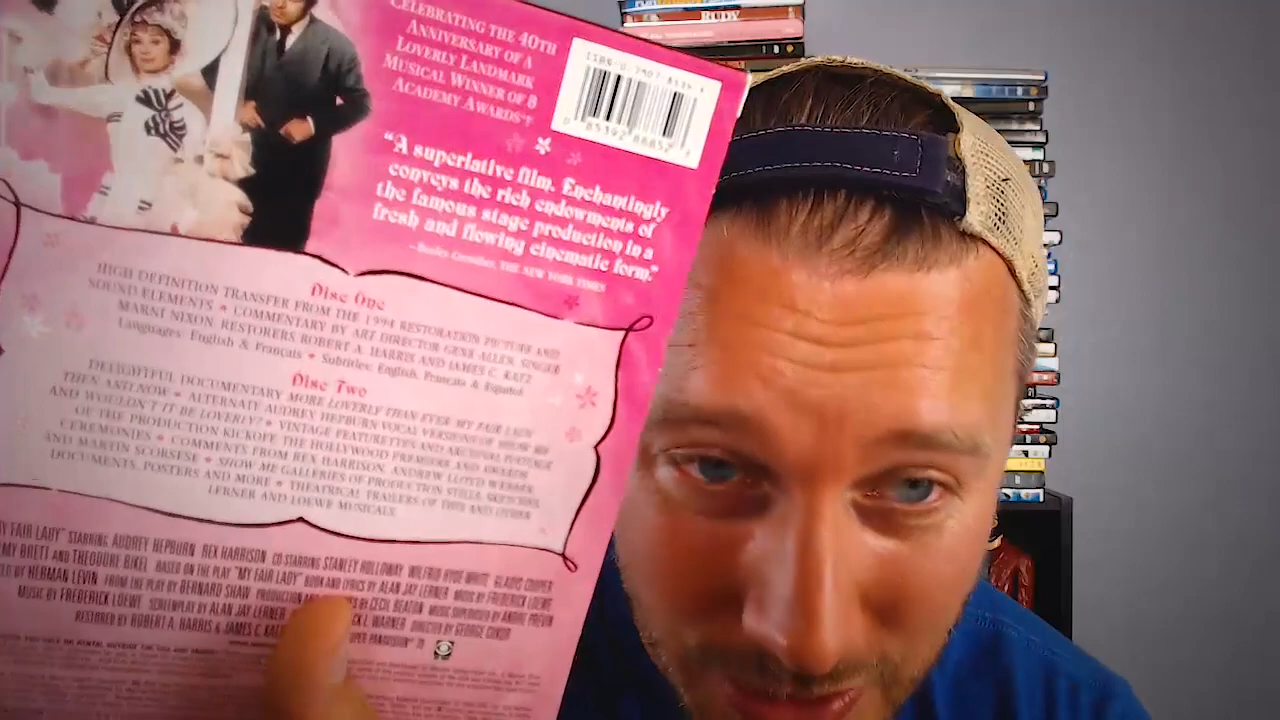 RUDY
CELEBRATING THE 40TH
ANNIVERSARY OF A
LOVERLY LANDMARK
MUSICAL WINNER OF 8
ACADEMY AWARDS®†
"A superlative film. Enchantingly
conveys the rich endowments of
the famous stage production in a
fresh and flowing cinematic form."
THE NEW YORK TIMES
Disc One
HIGH DEFINITION TRANSFER FROM THE 1994 RESTORATION PICTURE AND
SOUND ELEMENTS * COMMENTARY BY ART DIRECTOR GENE ALLEN, SINGER
MARNI NIXON, RESTORERS ROBERT A. HARRIS AND JAMES C. KATZ
Languages: English & Français * Subtitles: English, Français & Español
Disc Two
DELIGHTFUL DOCUMENTARY MORE LOVERLY THAN EVER: MY FAIR LADY
THEN AND NOW * ALTERNATE AUDREY HEPBURN VOCAL VERSIONS OF SHOW ME
AND WOULDN'T IT BE LOVERLY? * VINTAGE FEATURETTES AND ARCHIVAL FOOTAGE
OF THE PRODUCTION KICKOFF, THE HOLLYWOOD PREMIERE AND AWARDS
CEREMONIES * COMMENTS FROM REX HARRISON, ANDREW LLOYD WEBBER
AND MARTIN SCORSESE * SHOW ME GALLERIES OF PRODUCTION STILLS, SKETCHES,
DOCUMENTS, POSTERS AND MORE * THEATRICAL TRAILERS OF THIS AND OTHER
LERNER AND LOEWE MUSICALS
MY FAIR LADY" STARRING AUDREY HEPBURN REX HARRISON CO-STARRING STANLEY HOLLOWAY WILFRID HYDE-WHITE GLADYS COOPER
EMY BRETT AND THEODORE BIKEL BASED ON THE PLAY "MY FAIR LADY" BOOK AND LYRICS BY ALAN JAY LERNER MUSIC BY FREDERICK LOEWE
HERMAN LEVIN FROM THE PLAY BY BERNARD SHAW PRODUCTION BY CECIL BEATON MUSIC SUPERVISED BY ANDRE PREVIN
MUSIC BY FREDERICK LOEWE SCREENPLAY BY ALAN JAY LERNER CK L. WARNER DIRECTED BY GEORGE CUKOR
RESTORED BY ROBERT A. HARRIS & JAMES C. KATZ SUPER PANAVISION® 70